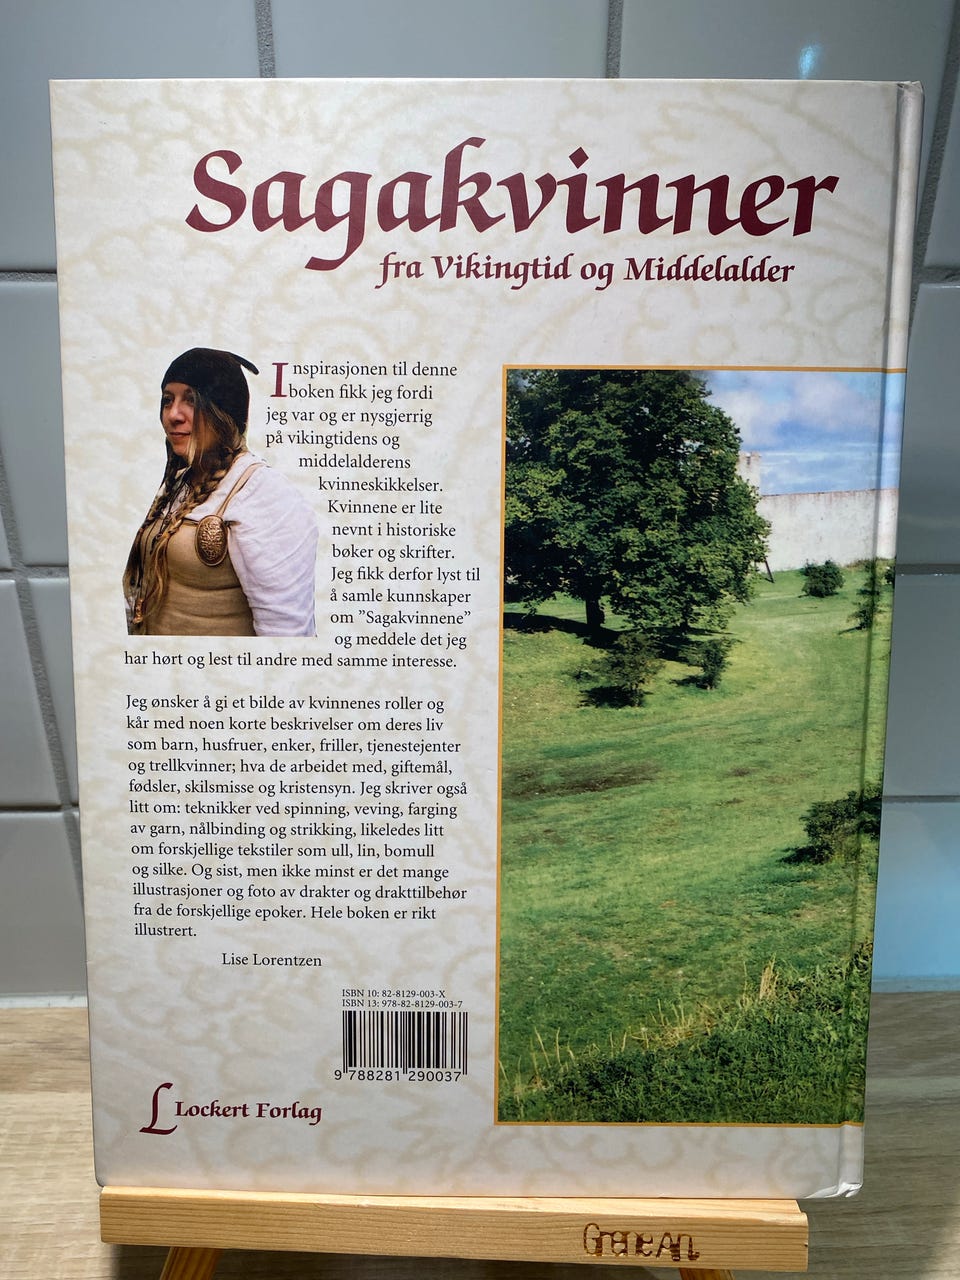 Sagakvinner
fra Vikingtid og Middelalder
Inspirasjonen til denne
boken fikk jeg fordi
jeg var og er nysgjerrig
på vikingtidens og
middelalderens
kvinneskikkelser.
Kvinnene er lite
nevnt i historiske
bøker og skrifter.
Jeg fikk derfor lyst til
å samle kunnskaper
om ”Sagakvinnene”
og meddele det jeg
har hørt og lest til andre med samme interesse.
Jeg ønsker å gi et bilde av kvinnenes roller og
kår med noen korte beskrivelser om deres liv
som barn, husfruer, enker, friller, tjenestejenter
og trellkvinner; hva de arbeidet med, giftemål,
fødsler, skilsmisse og kristensyn. Jeg skriver også
litt om: teknikker ved spinning, veving, farging
av garn, nålbinding og strikking, likeledes litt
om forskjellige tekstiler som ull, lin, bomull
og silke. Og sist, men ikke minst er det mange
illustrasjoner og foto av drakter og drakttilbehør
fra de forskjellige epoker. Hele boken er rikt
illustrert.
Lise Lorentzen
ISBN 10: 82-8129-003-X
ISBN 13: 978-82-8129-003-7
9 788281 290037
L Lockert Forlag